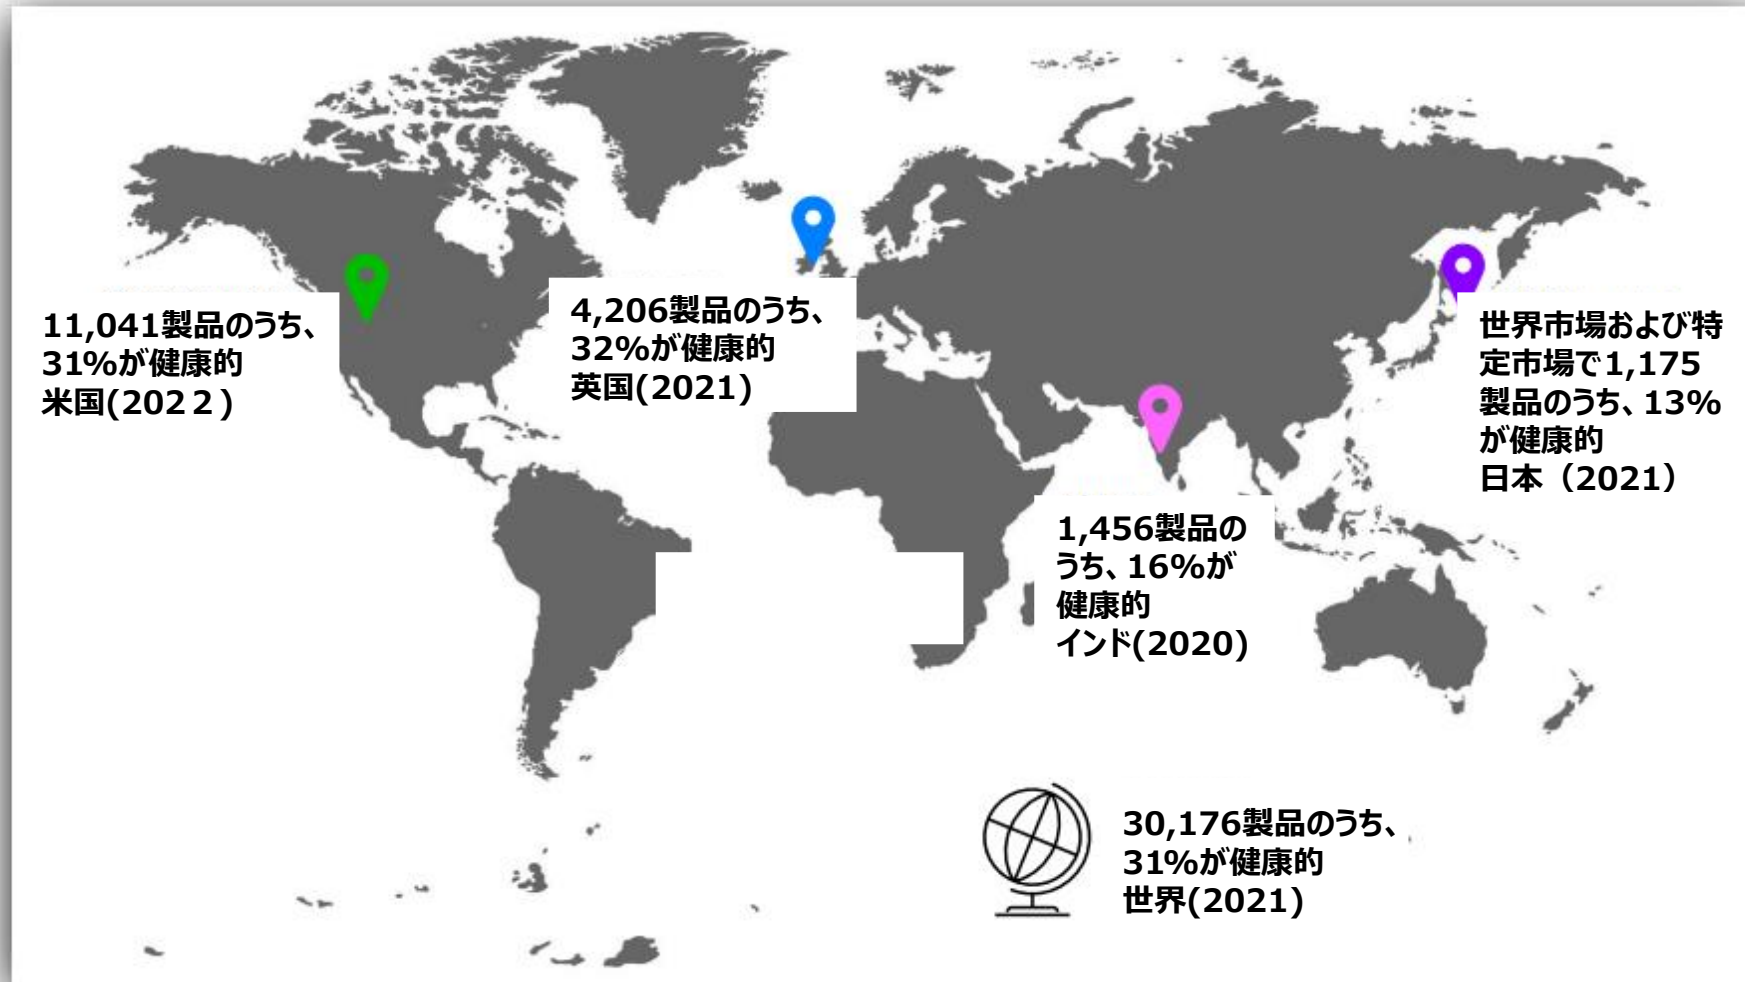 11,041製品のうち、
31%が健康的
米国(202２)
4,206製品のうち、
32%が健康的
英国(2021)
世界市場および特
定市場で1,175
製品のうち、13%
が健康的
日本（2021）
1,456製品の
うち、16%が
健康的
インド(2020)
30,176製品のうち、
31%が健康的
世界(2021)